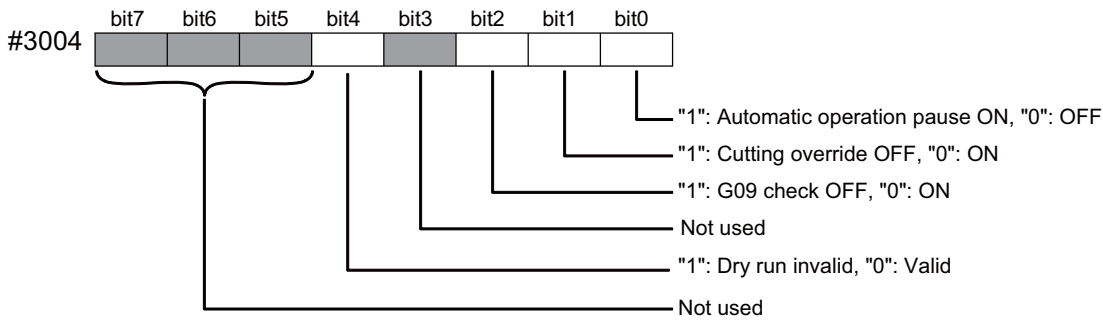 bit7 bit6 bit5 bit4 bit3 bit2 bit1 bit0
#3004
"1": Automatic operation pause ON, "0": OFF
"1": Cutting override OFF, "0": ON
"1": G09 check OFF, "0": ON
Not used
"1": Dry run invalid, "0": Valid
Not used